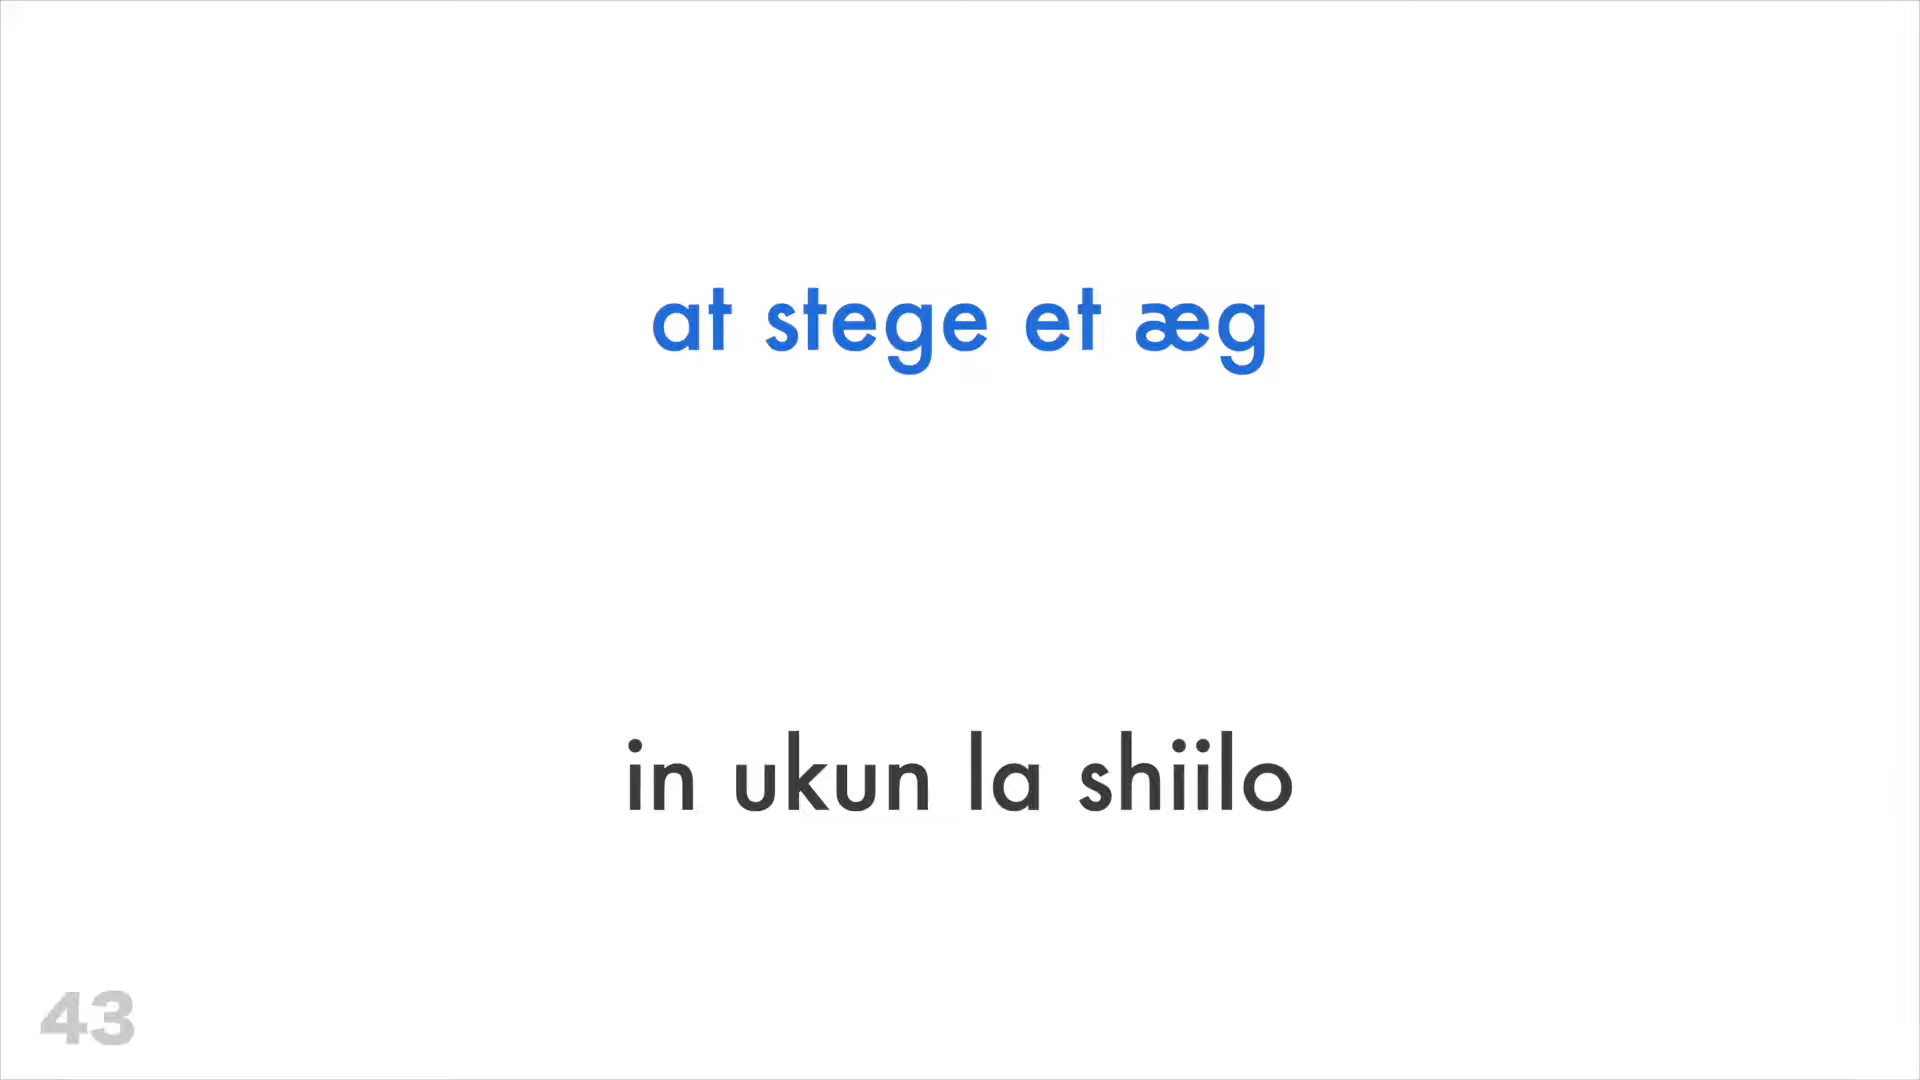 at stege et æg
in ukun la shiilo
43